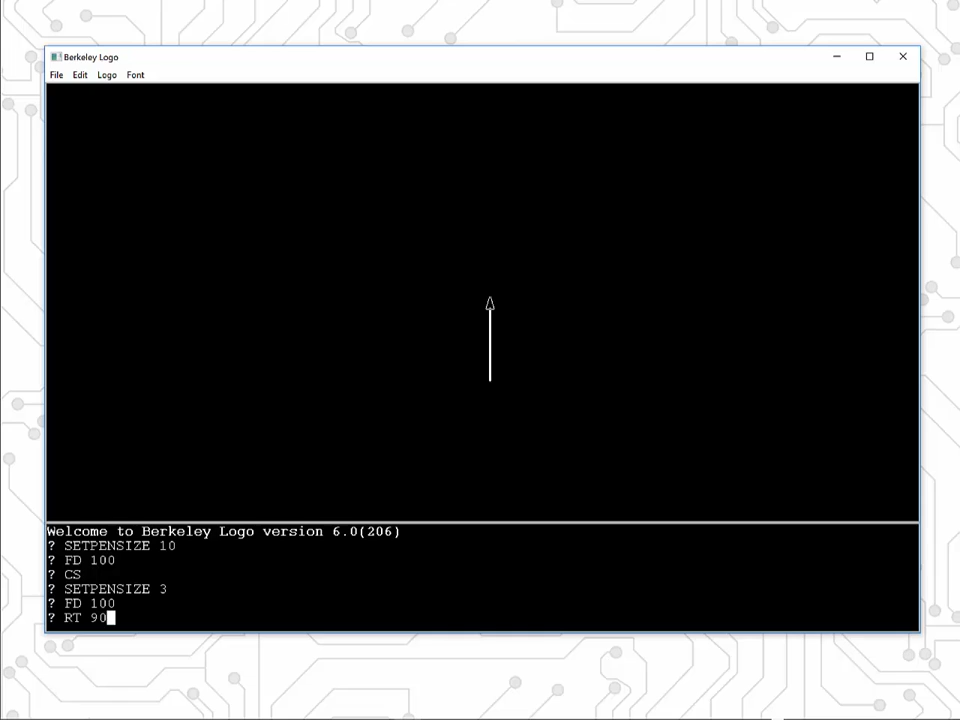 Berkeley Logo
File Edit Logo Font
Welcome to Berkeley Logo version 6.0(206)
? SETPENSIZE 10
? FD 100
? CS
? SETPENSIZE 3
? FD 100
? RT 90